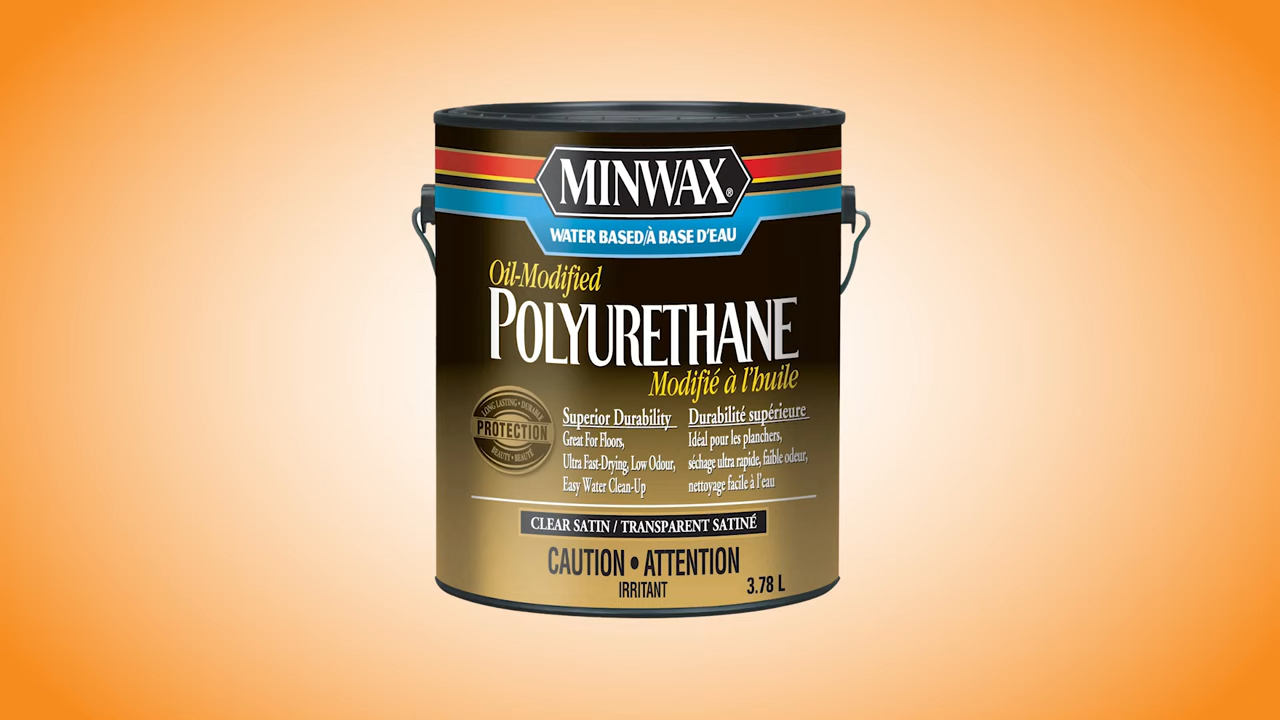 MINWAX®
WATER BASED/À BASE D'EAU
Oil-Modified
POLYURETHANE
Modifié à l'huile
LONG LASTING • DURABLE
PROTECTION
BEAUTY • BEAUTÉ
Superior Durability
Great For Floors,
Ultra Fast-Drying, Low Odour,
Easy Water Clean-Up
Durabilité supérieure
Idéal pour les planchers,
séchage ultra rapide, faible odeur,
nettoyage facile à l'eau
CLEAR SATIN / TRANSPARENT SATINÉ
CAUTION • ATTENTION
IRRITANT
3.78 L